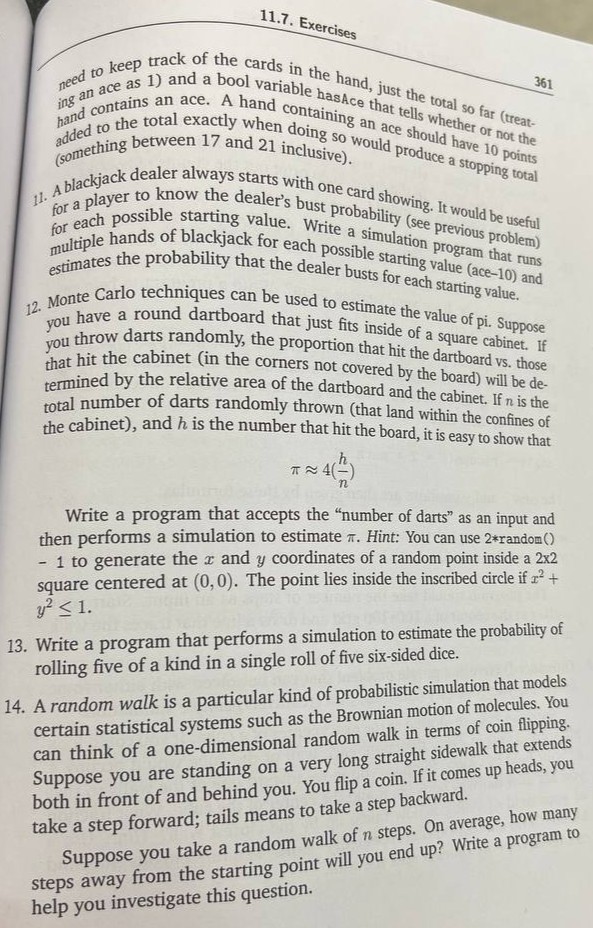 11.7. Exercises
361
need to keep track of the cards in the hand, just the total so far (treat-
ing an ace as 1) and a bool variable hasAce that tells whether or not the
hand contains an ace. A hand containing an ace should have 10 points
added to the total exactly when doing so would produce a stopping total
(something between 17 and 21 inclusive).
11. A blackjack dealer always starts with one card showing. It would be useful
for a player to know the dealer's bust probability (see previous problem)
for each possible starting value. Write a simulation program that runs
multiple hands of blackjack for each possible starting value (ace–10) and
estimates the probability that the dealer busts for each starting value.
12. Monte Carlo techniques can be used to estimate the value of pi. Suppose
you have a round dartboard that just fits inside of a square cabinet. If
you throw darts randomly, the proportion that hit the dartboard vs. those
that hit the cabinet (in the corners not covered by the board) will be de-
termined by the relative area of the dartboard and the cabinet. If n is the
total number of darts randomly thrown (that land within the confines of
the cabinet), and h is the number that hit the board, it is easy to show that
π ≈ 4(h/n)
Write a program that accepts the "number of darts" as an input and
then performs a simulation to estimate π. Hint: You can use 2*random()
- 1 to generate the x and y coordinates of a random point inside a 2x2
square centered at (0,0). The point lies inside the inscribed circle if x² +
y² ≤ 1.
13. Write a program that performs a simulation to estimate the probability of
rolling five of a kind in a single roll of five six-sided dice.
14. A random walk is a particular kind of probabilistic simulation that models
certain statistical systems such as the Brownian motion of molecules. You
can think of a one-dimensional random walk in terms of coin flipping.
Suppose you are standing on a very long straight sidewalk that extends
both in front of and behind you. You flip a coin. If it comes up heads, you
take a step forward; tails means to take a step backward.
Suppose you take a random walk of n steps. On average, how many
steps away from the starting point will you end up? Write a program to
help you investigate this question.